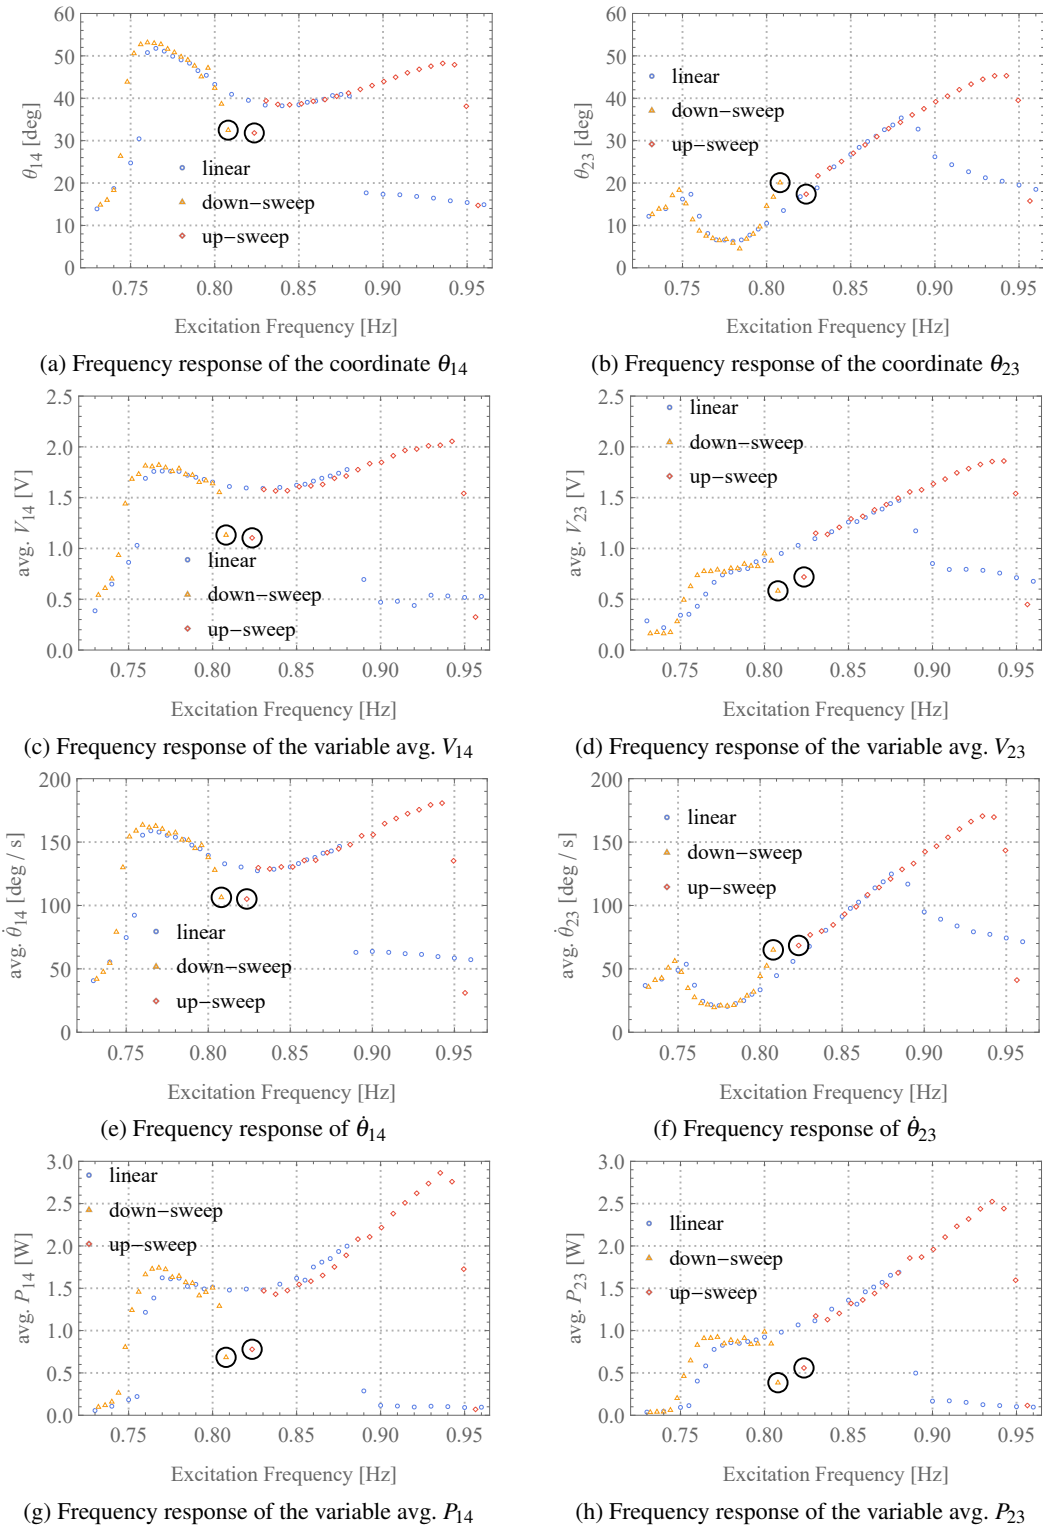 60
50
40
30
20
10
0
θ14 [deg]
linear
down−sweep
up−sweep
0.75 0.80 0.85 0.90 0.95
Excitation Frequency [Hz]
(a) Frequency response of the coordinate θ14
60
50
40
30
20
10
0
θ23 [deg]
linear
down−sweep
up−sweep
0.75 0.80 0.85 0.90 0.95
Excitation Frequency [Hz]
(b) Frequency response of the coordinate θ23
2.5
2.0
1.5
1.0
0.5
0.0
avg. V14 [V]
linear
down−sweep
up−sweep
0.75 0.80 0.85 0.90 0.95
Excitation Frequency [Hz]
(c) Frequency response of the variable avg. V14
2.5
2.0
1.5
1.0
0.5
0.0
avg. V23 [V]
linear
down−sweep
up−sweep
0.75 0.80 0.85 0.90 0.95
Excitation Frequency [Hz]
(d) Frequency response of the variable avg. V23
200
150
100
50
0
avg. θ̇14 [deg / s]
linear
down−sweep
up−sweep
0.75 0.80 0.85 0.90 0.95
Excitation Frequency [Hz]
(e) Frequency response of θ̇14
200
150
100
50
0
avg. θ̇23 [deg / s]
linear
down−sweep
up−sweep
0.75 0.80 0.85 0.90 0.95
Excitation Frequency [Hz]
(f) Frequency response of θ̇23
3.0
2.5
2.0
1.5
1.0
0.5
0.0
avg. P14 [W]
linear
down−sweep
up−sweep
0.75 0.80 0.85 0.90 0.95
Excitation Frequency [Hz]
(g) Frequency response of the variable avg. P14
3.0
2.5
2.0
1.5
1.0
0.5
0.0
avg. P23 [W]
llinear
down−sweep
up−sweep
0.75 0.80 0.85 0.90 0.95
Excitation Frequency [Hz]
(h) Frequency response of the variable avg. P23